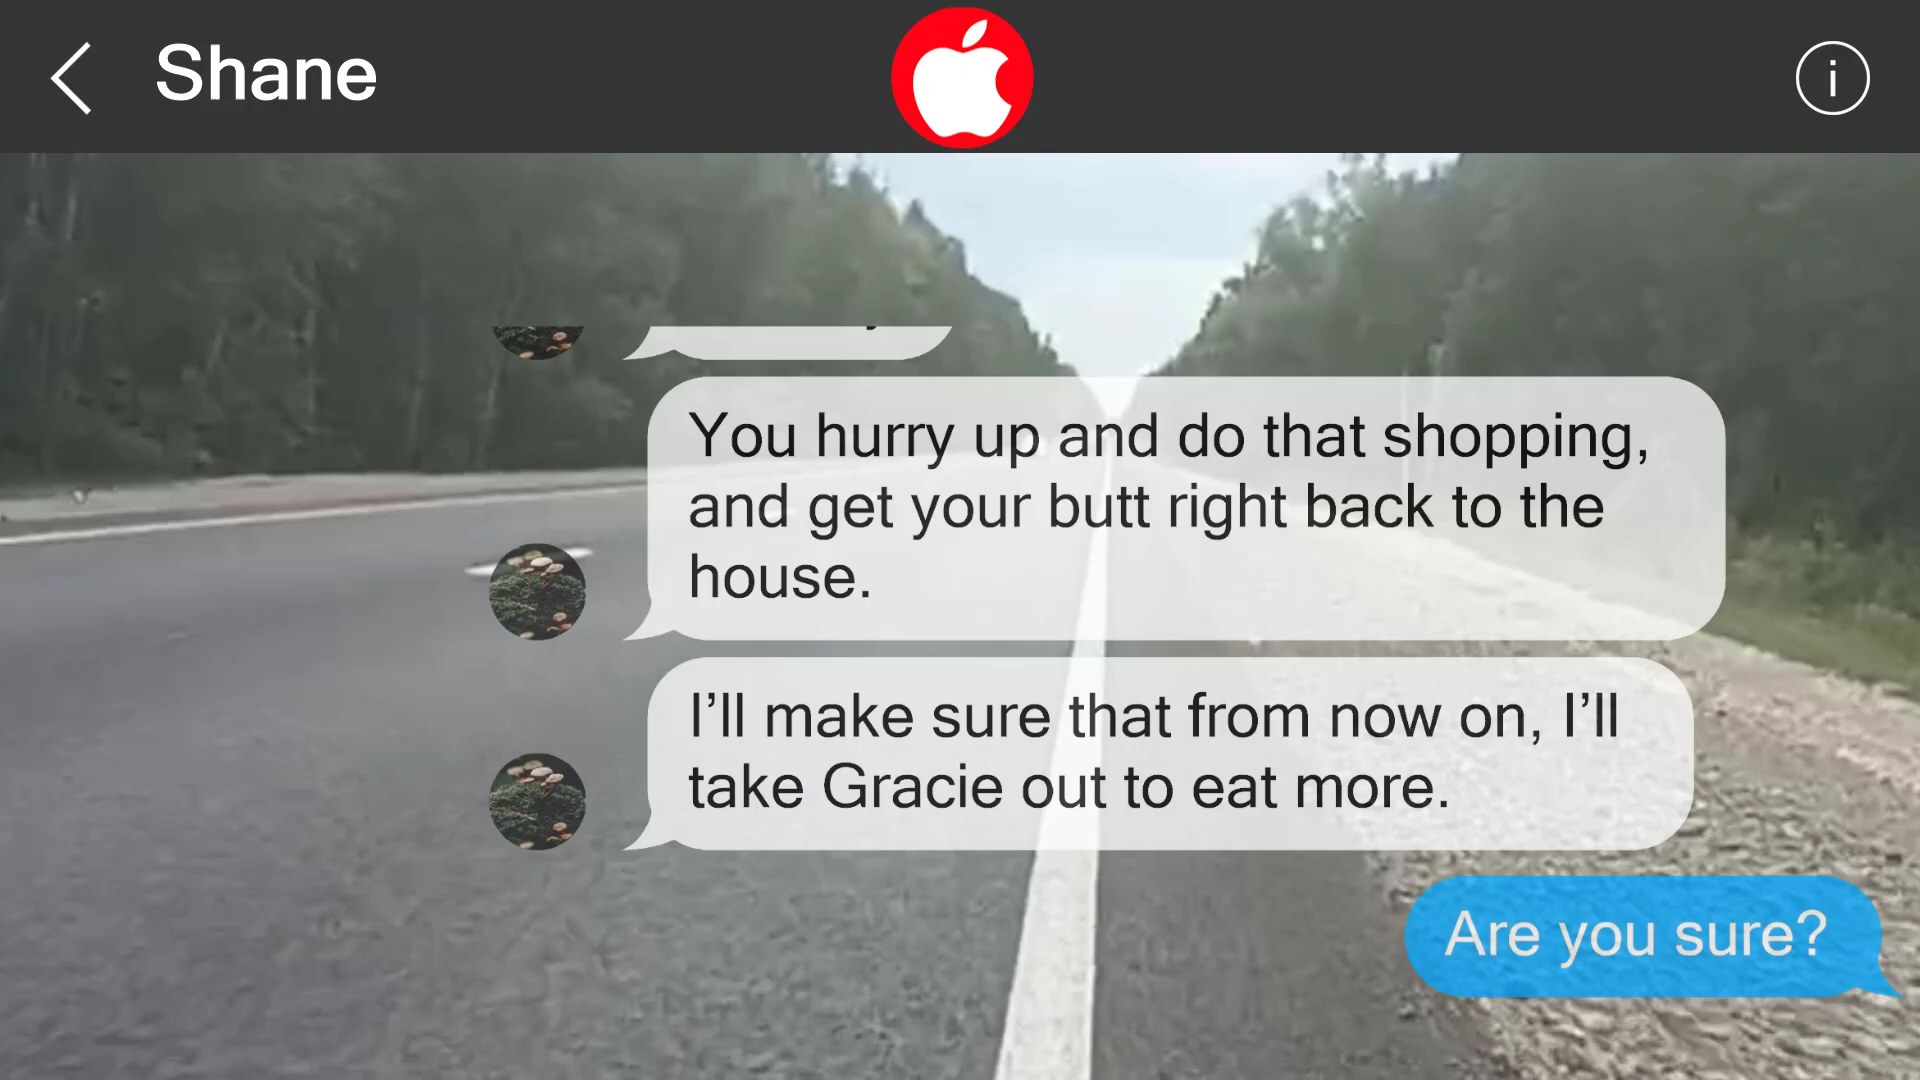 Shane
i
You hurry up and do that shopping,
and get your butt right back to the
house.
I’ll make sure that from now on, I’ll
take Gracie out to eat more.
Are you sure?